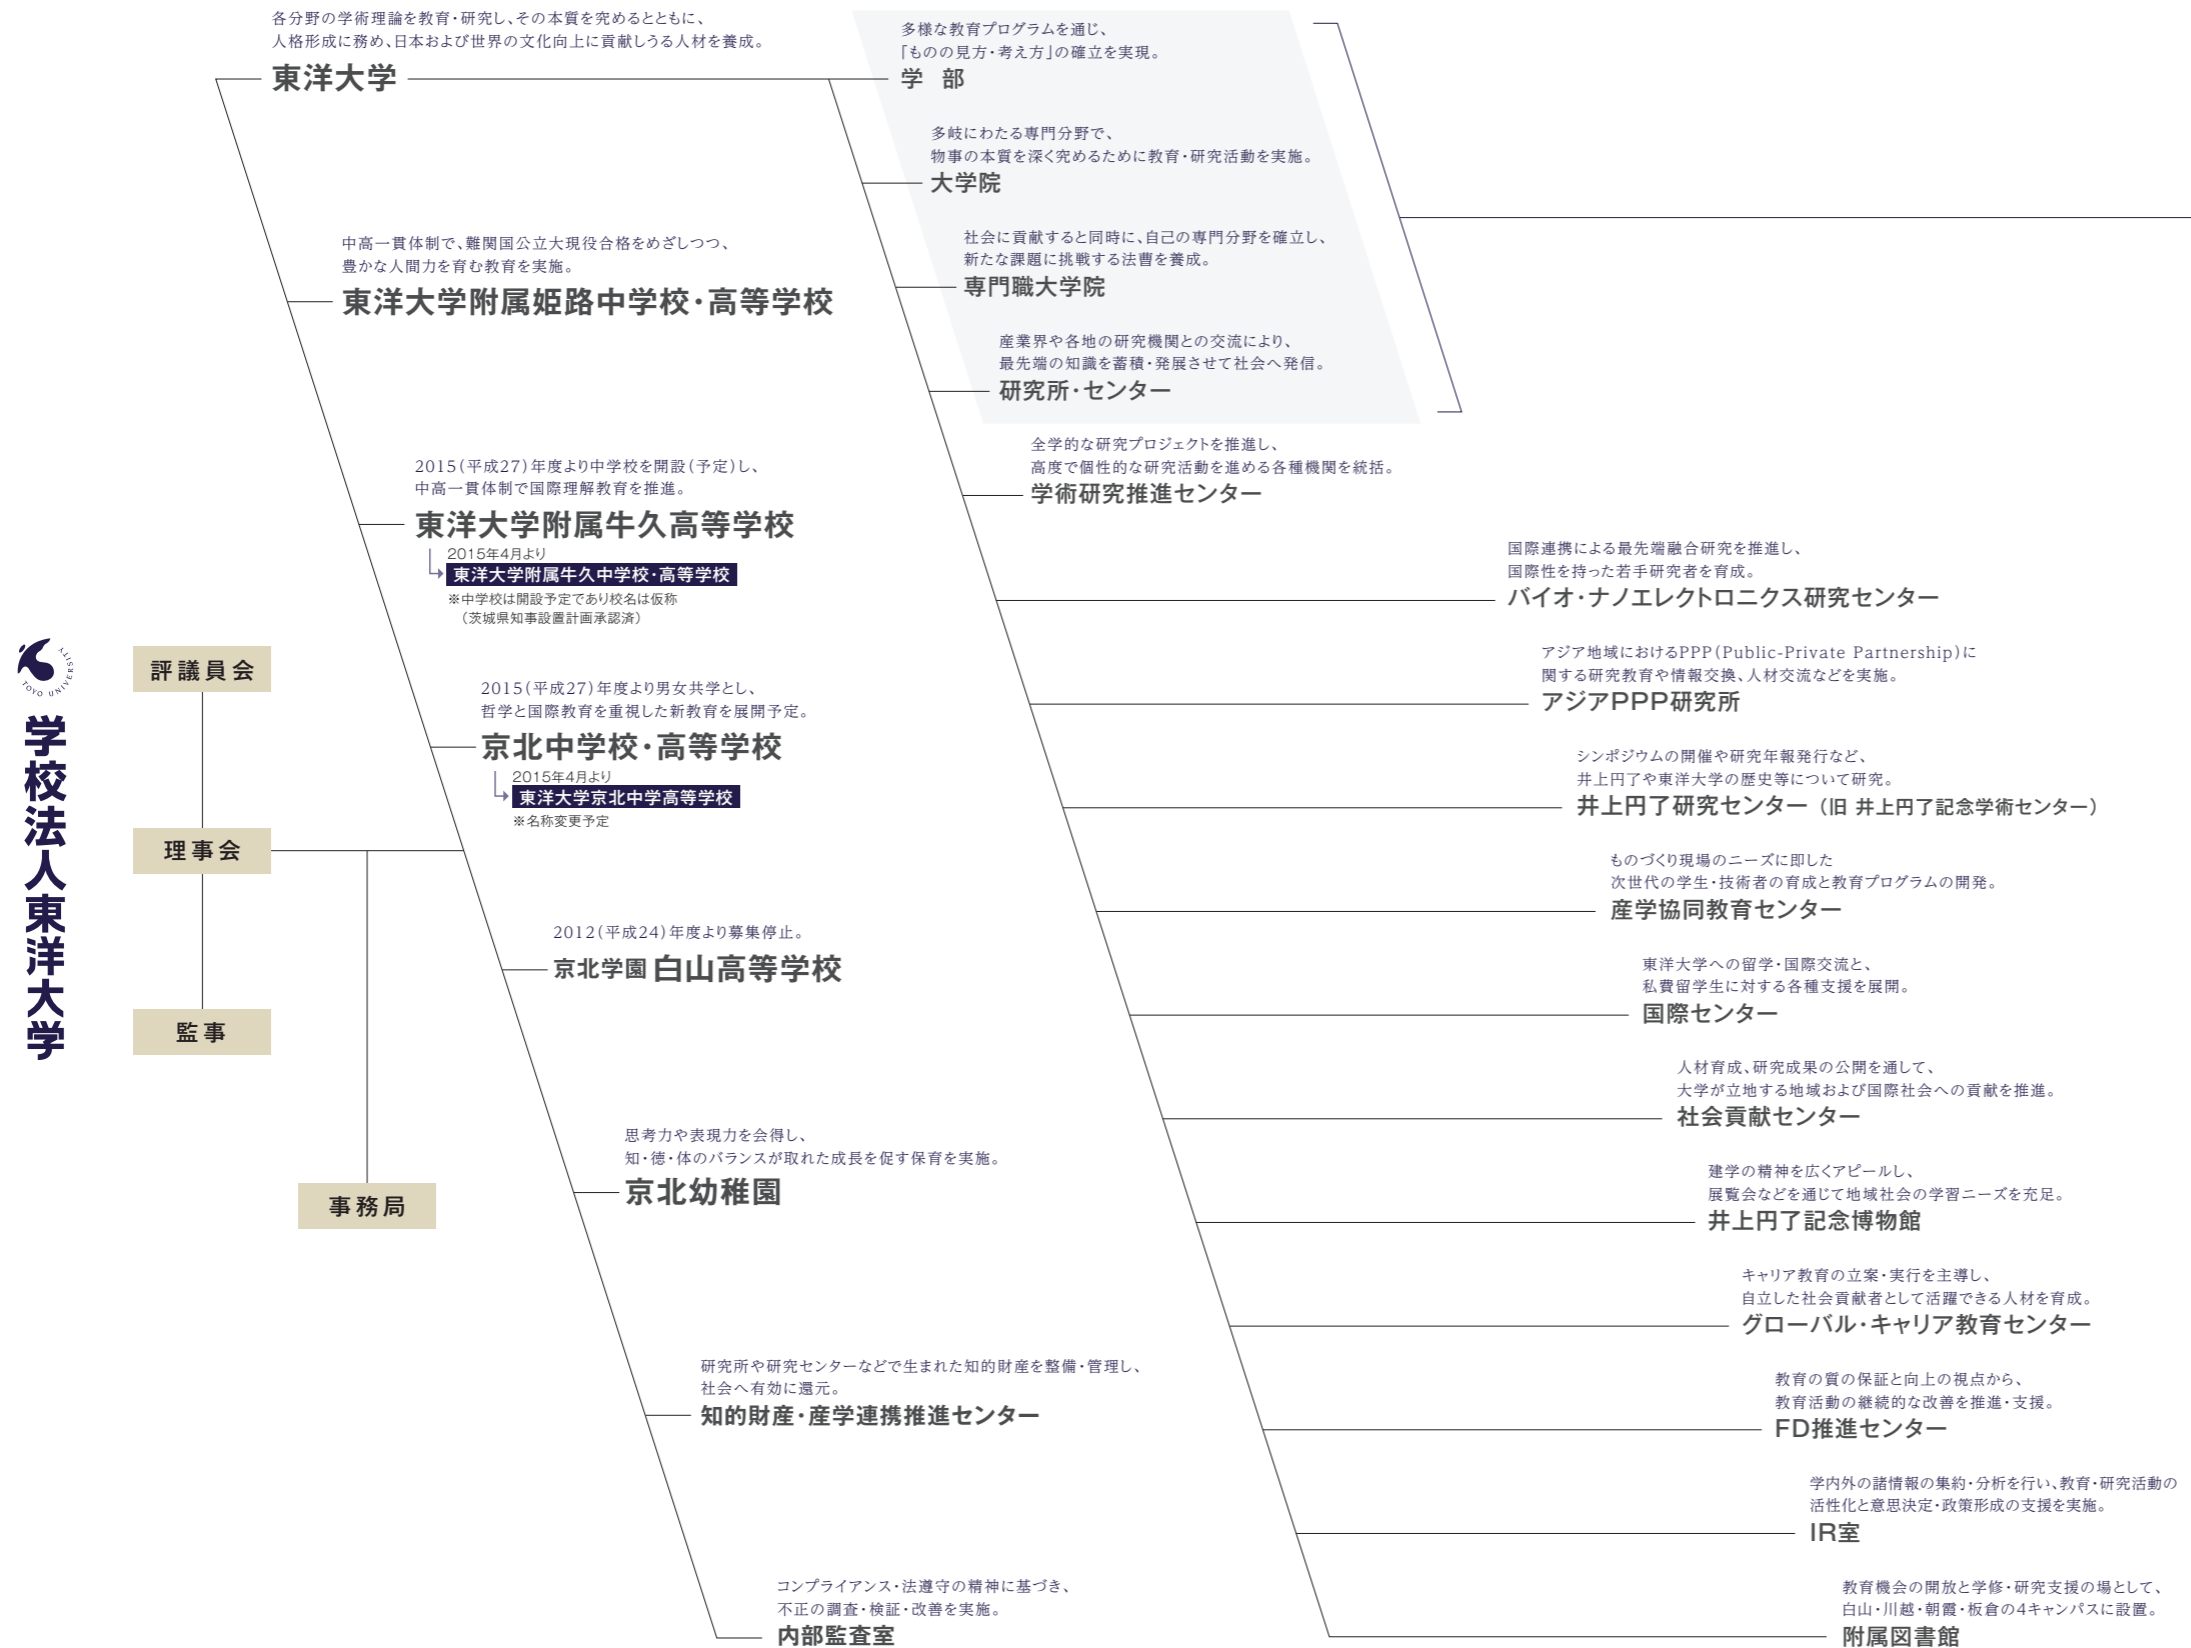 TOYO UNIVERSITY
学校法人東洋大学
評議員会
理事会
監事
事務局
各分野の学術理論を教育・研究し、その本質を究めるとともに、
人格形成に務め、日本および世界の文化向上に貢献しうる人材を養成。
東洋大学
中高一貫体制で、難関国公立大現役合格をめざしつつ、
豊かな人間力を育む教育を実施。
東洋大学附属姫路中学校・高等学校
2015(平成27)年度より中学校を開設(予定)し、
中高一貫体制で国際理解教育を推進。
東洋大学附属牛久高等学校
2015年4月より
東洋大学附属牛久中学校・高等学校
※中学校は開設予定であり校名は仮称
(茨城県知事設置計画承認済)
2015(平成27)年度より男女共学とし、
哲学と国際教育を重視した新教育を展開予定。
京北中学校・高等学校
2015年4月より
東洋大学京北中学高等学校
※名称変更予定
2012(平成24)年度より募集停止。
京北学園 白山高等学校
思考力や表現力を会得し、
知・徳・体のバランスが取れた成長を促す保育を実施。
京北幼稚園
研究所や研究センターなどで生まれた知的財産を整備・管理し、
社会へ有効に還元。
知的財産・産学連携推進センター
コンプライアンス・法遵守の精神に基づき、
不正の調査・検証・改善を実施。
内部監査室
多様な教育プログラムを通じ、
「ものの見方・考え方」の確立を実現。
学 部
多岐にわたる専門分野で、
物事の本質を深く究めるために教育・研究活動を実施。
大学院
社会に貢献すると同時に、自己の専門分野を確立し、
新たな課題に挑戦する法曹を養成。
専門職大学院
産業界や各地の研究機関との交流により、
最先端の知識を蓄積・発展させて社会へ発信。
研究所・センター
全学的な研究プロジェクトを推進し、
高度で個性的な研究活動を進める各種機関を統括。
学術研究推進センター
国際連携による最先端融合研究を推進し、
国際性を持った若手研究者を育成。
バイオ・ナノエレクトロニクス研究センター
アジア地域におけるPPP(Public-Private Partnership)に
関する研究教育や情報交換、人材交流などを実施。
アジアPPP研究所
シンポジウムの開催や研究年報発行など、
井上円了や東洋大学の歴史等について研究。
井上円了研究センター (旧 井上円了記念学術センター)
ものづくり現場のニーズに即した
次世代の学生・技術者の育成と教育プログラムの開発。
産学協同教育センター
東洋大学への留学・国際交流と、
私費留学生に対する各種支援を展開。
国際センター
人材育成、研究成果の公開を通して、
大学が立地する地域および国際社会への貢献を推進。
社会貢献センター
建学の精神を広くアピールし、
展覧会などを通じて地域社会の学習ニーズを充足。
井上円了記念博物館
キャリア教育の立案・実行を主導し、
自立した社会貢献者として活躍できる人材を育成。
グローバル・キャリア教育センター
教育の質の保証と向上の視点から、
教育活動の継続的な改善を推進・支援。
FD推進センター
学内外の諸情報の集約・分析を行い、教育・研究活動の
活性化と意思決定・政策形成の支援を実施。
IR室
教育機会の開放と学修・研究支援の場として、
白山・川越・朝霞・板倉の4キャンパスに設置。
附属図書館